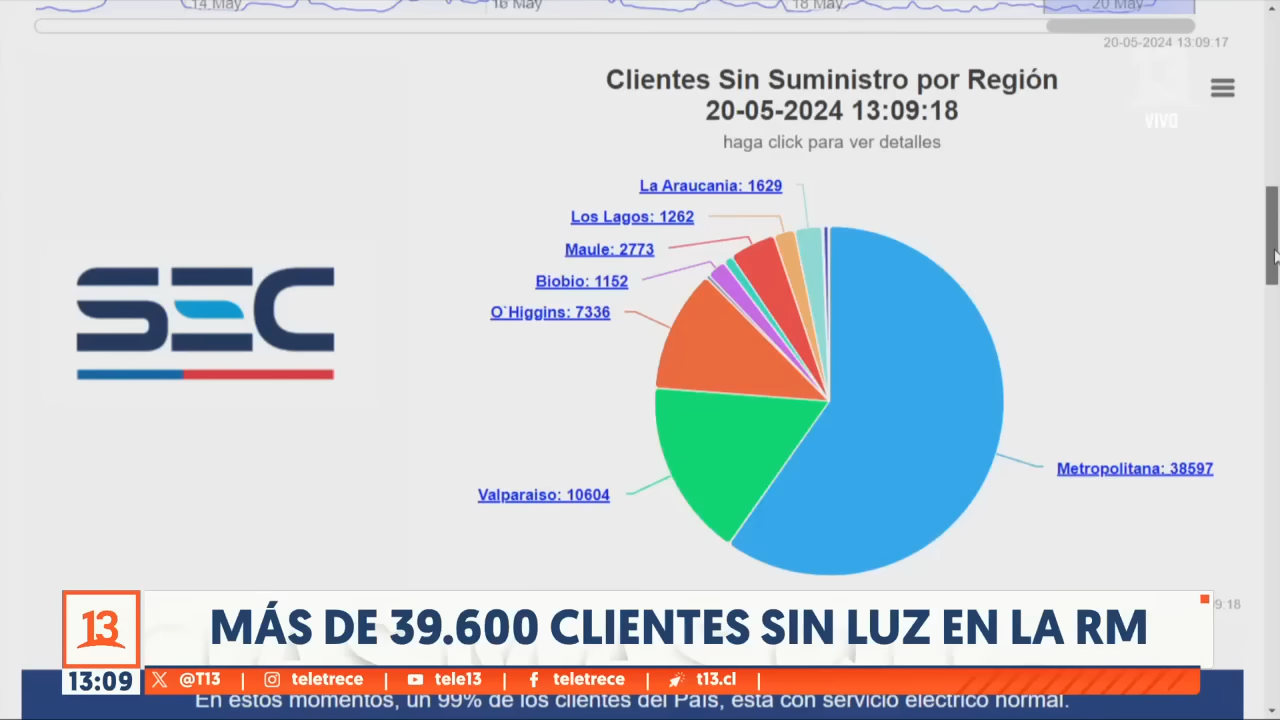 14 May
16 May
18 May
20 May
20-05-2024 13:09:17
Clientes Sin Suministro por Región
20-05-2024 13:09:18
haga click para ver detalles
13
VIVO
La Araucania: 1629
Los Lagos: 1262
Maule: 2773
Biobio: 1152
O`Higgins: 7336
Valparaiso: 10604
Metropolitana: 38597
SEC
9:18
13
MÁS DE 39.600 CLIENTES SIN LUZ EN LA RM
13:09
@T13 | teletrece | tele13 | teletrece | t13.cl |
En estos momentos, un 99% de los clientes del País, está con servicio eléctrico normal.